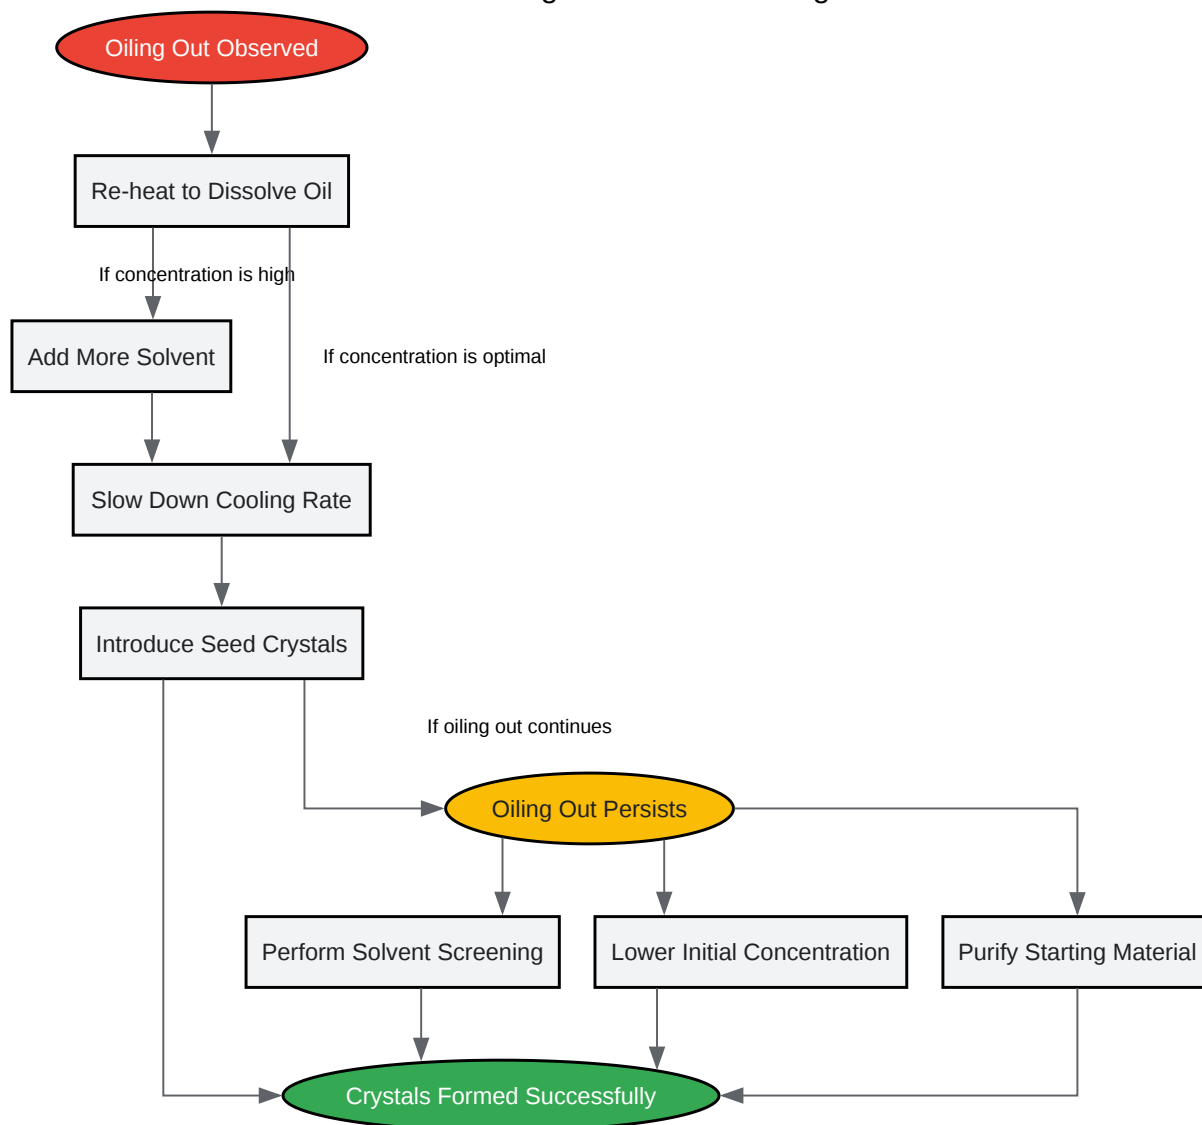 Oiling Out Observed
Re-heat to Dissolve Oil
If concentration is high
Add More Solvent
If concentration is optimal
Slow Down Cooling Rate
Introduce Seed Crystals
If oiling out continues
Oiling Out Persists
Perform Solvent Screening
Lower Initial Concentration
Purify Starting Material
Crystals Formed Successfully